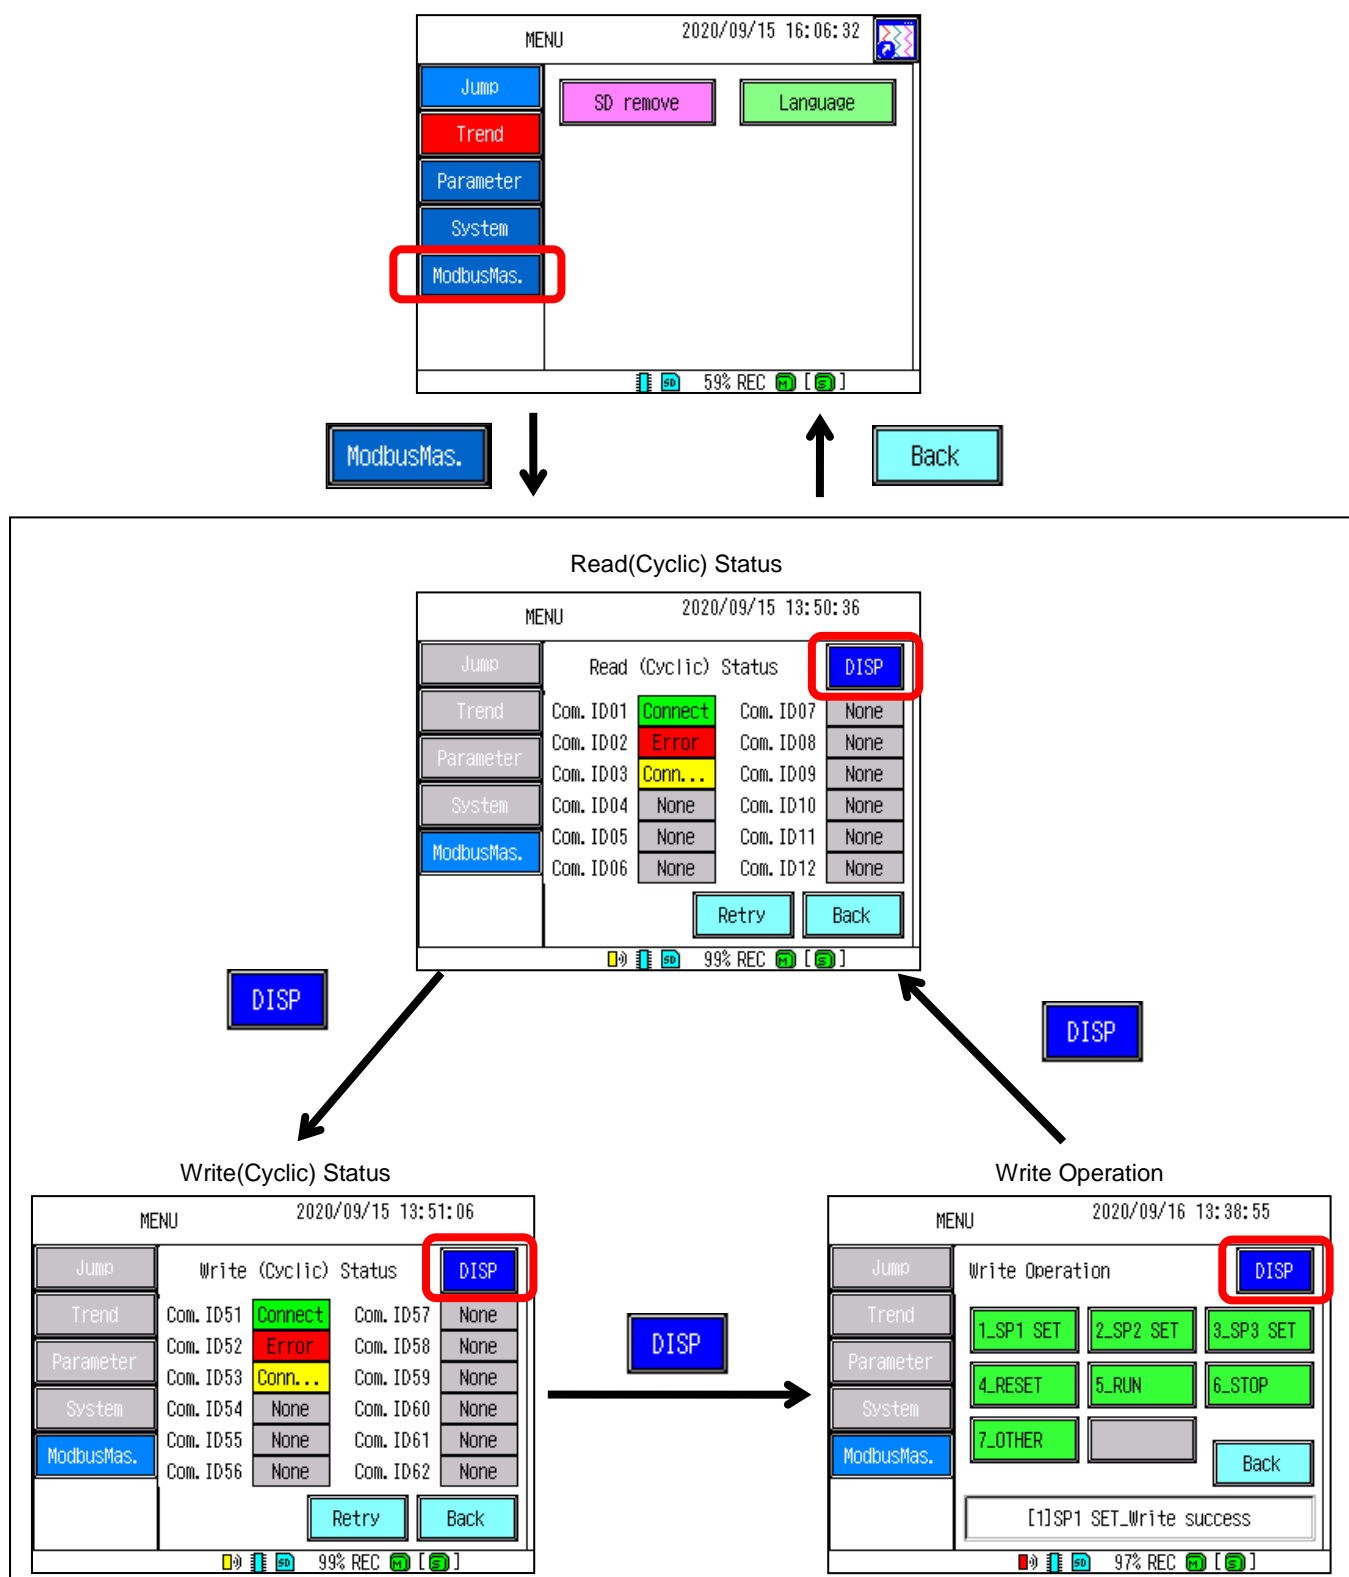 MENU 2020/09/15 16:06:32
Jump
SD remove Language
Trend
Parameter
System
ModbusMas.
SD 59% REC M [S]
ModbusMas. Back
Read(Cyclic) Status
MENU 2020/09/15 13:50:36
Jump Read (Cyclic) Status DISP
Trend Com. ID01 Connect Com. ID07 None
Com. ID02 Error Com. ID08 None
Parameter
Com. ID03 Conn... Com. ID09 None
System Com. ID04 None Com. ID10 None
Com. ID05 None Com. ID11 None
ModbusMas.
Com. ID06 None Com. ID12 None
Retry Back
SD 99% REC M [S]
DISP
DISP
Write(Cyclic) Status
MENU 2020/09/15 13:51:06
Jump Write (Cyclic) Status DISP
Trend Com. ID51 Connect Com. ID57 None
Com. ID52 Error Com. ID58 None
Parameter
Com. ID53 Conn... Com. ID59 None
System Com. ID54 None Com. ID60 None
Com. ID55 None Com. ID61 None
ModbusMas.
Com. ID56 None Com. ID62 None
Retry Back
SD 99% REC M [S]
DISP
Write Operation
MENU 2020/09/16 13:38:55
Jump Write Operation DISP
Trend 1_SP1 SET 2_SP2 SET 3_SP3 SET
Parameter
4_RESET 5_RUN 6_STOP
System
7_OTHER
ModbusMas. Back
[1]SP1 SET_Write success
SD 97% REC M [S]